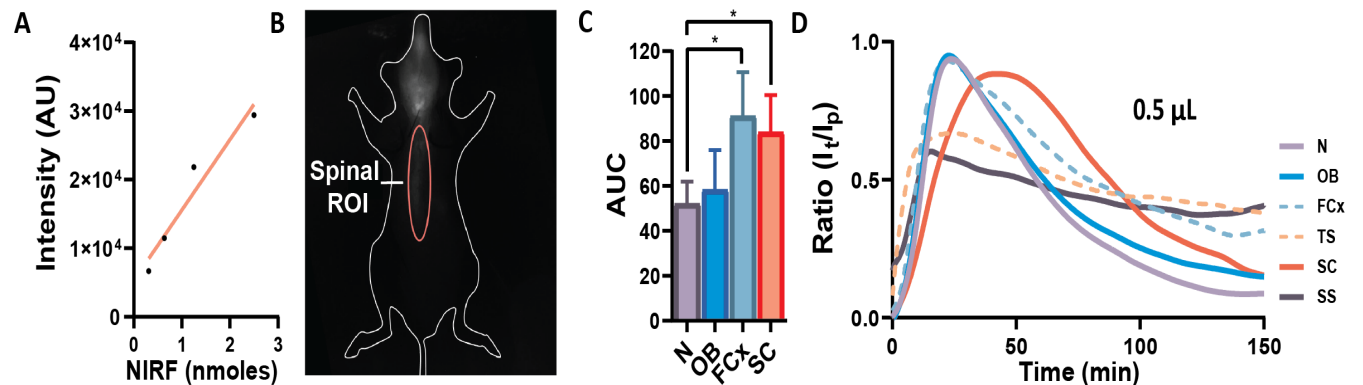 A
Intensity (AU)
4×10⁴
3×10⁴
2×10⁴
1×10⁴
0
0 1 2 3
NIRF (nmoles)
B
Spinal
ROI
C
AUC
* 
*
120
100
80
60
40
20
0
N OB FCx SC
D
Ratio (Iₜ/Iₚ)
1.0
0.5
0.0
0 50 100 150
Time (min)
0.5 µL
N
OB
FCx
TS
SC
SS